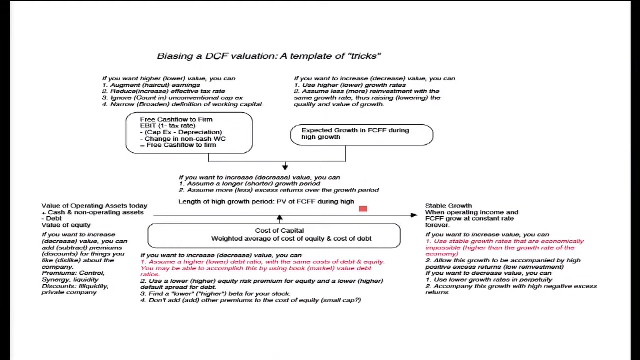 Biasing a DCF valuation: A template of "tricks"
If you want higher (lower) value, you can
1. Augment (haircut) earnings
2. Reduce(increase) effective tax rate
3. Ignore (Count in) unconventional cap ex
4. Narrow (Broaden) definition of working capital
If you want to increase (decrease) value, you can
1. Use higher (lower) growth rates
2. Assume less (more) reinvestment with
the same growth rate, thus raising (lowering) the
quality and value of growth.
Free Cashflow to Firm
EBIT (1- tax rate)
- (Cap Ex - Depreciation)
- Change in non-cash WC
= Free Cashflow to firm
Expected Growth in FCFF during
high growth
If you want to increase (decrease) value, you can
1. Assume a longer (shorter) growth period
2. Assume more (less) excess returns over the growth period
Length of high growth period: PV of FCFF during high
Value of Operating Assets today
+ Cash & non-operating assets
- Debt
Value of equity
If you want to increase
(decrease) value, you can
add (subtract) premiums
(discounts) for things you
like (dislike) about the
company.
Premiums: Control,
Synergy, liquidity
Discounts: Illiquidity,
private company
Cost of Capital
Weighted average of cost of equity & cost of debt
If you want to increase (decrease) value, you can
1. Assume a higher (lower) debt ratio, with the same costs of debt & equity.
You may be able to accomplish this by using book (market) value debt
ratios.
2. Use a lower (higher) equity risk premium for equity and a lower (higher)
default spread for debt.
3. Find a "lower" ("higher") beta for your stock.
4. Don't add (add) other premiums to the cost of equity (small cap?)
Stable Growth
When operating income and
FCFF grow at constant rate
forever.
If you want to increase value, you can
1. Use stable growth rates that are economically
impossible (higher than the growth rate of the
economy)
2. Allow this growth to be accompanied by high
positive excess returns (low reinvestment)
If you want to decrease value, you can
1. Use lower growth rates in perpetuity
2. Accompany this growth with high negative excess
returns